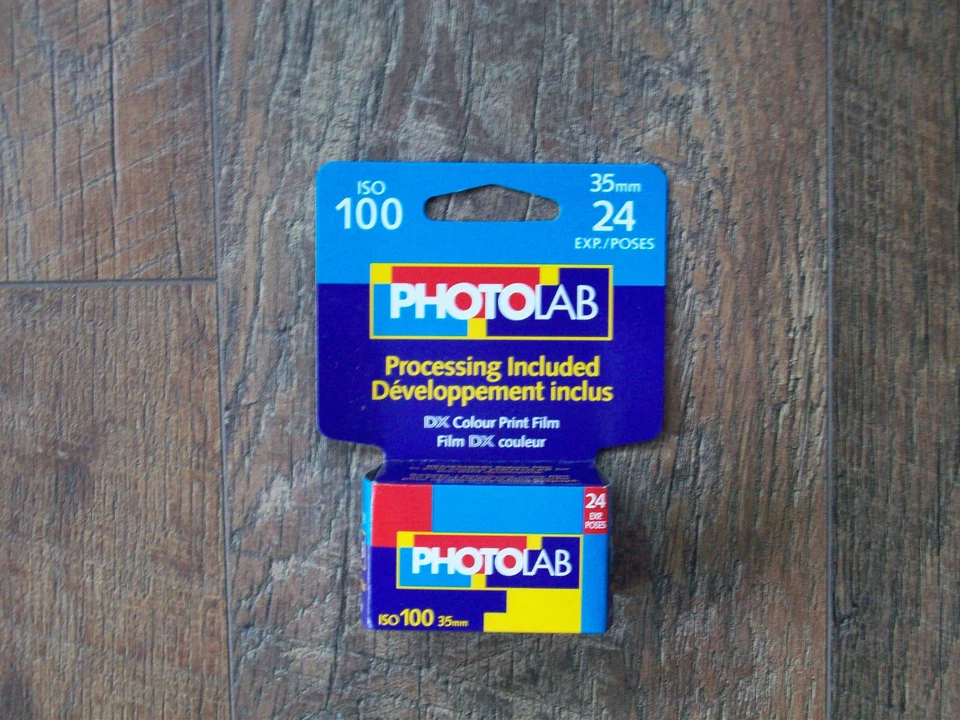 ISO
100
35mm
24
EXP./POSES
PHOTOLAB
Processing Included
Développement inclus
DX Colour Print Film
Film DX couleur
24
EXP.
POSES
PHOTOLAB
ISO 100 35mm